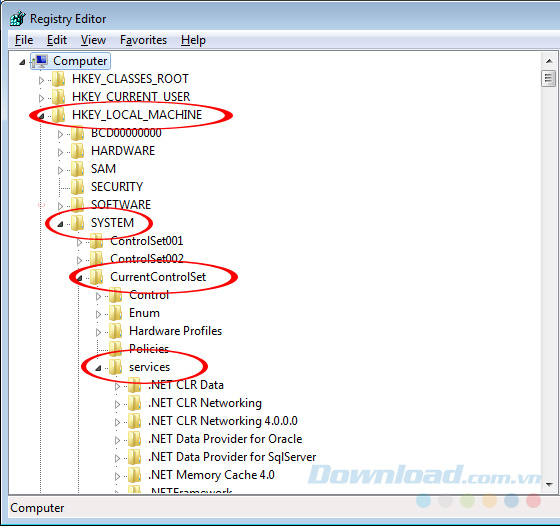 Registry Editor
File Edit View Favorites Help
Computer
HKEY_CLASSES_ROOT
HKEY_CURRENT_USER
HKEY_LOCAL_MACHINE
BCD00000000
HARDWARE
SAM
SECURITY
SOFTWARE
SYSTEM
ControlSet001
ControlSet002
CurrentControlSet
Control
Enum
Hardware Profiles
Policies
services
.NET CLR Data
.NET CLR Networking
.NET CLR Networking 4.0.0.0
.NET Data Provider for Oracle
.NET Data Provider for SqlServer
.NET Memory Cache 4.0
.NETFramework
Download.com.vn
Computer